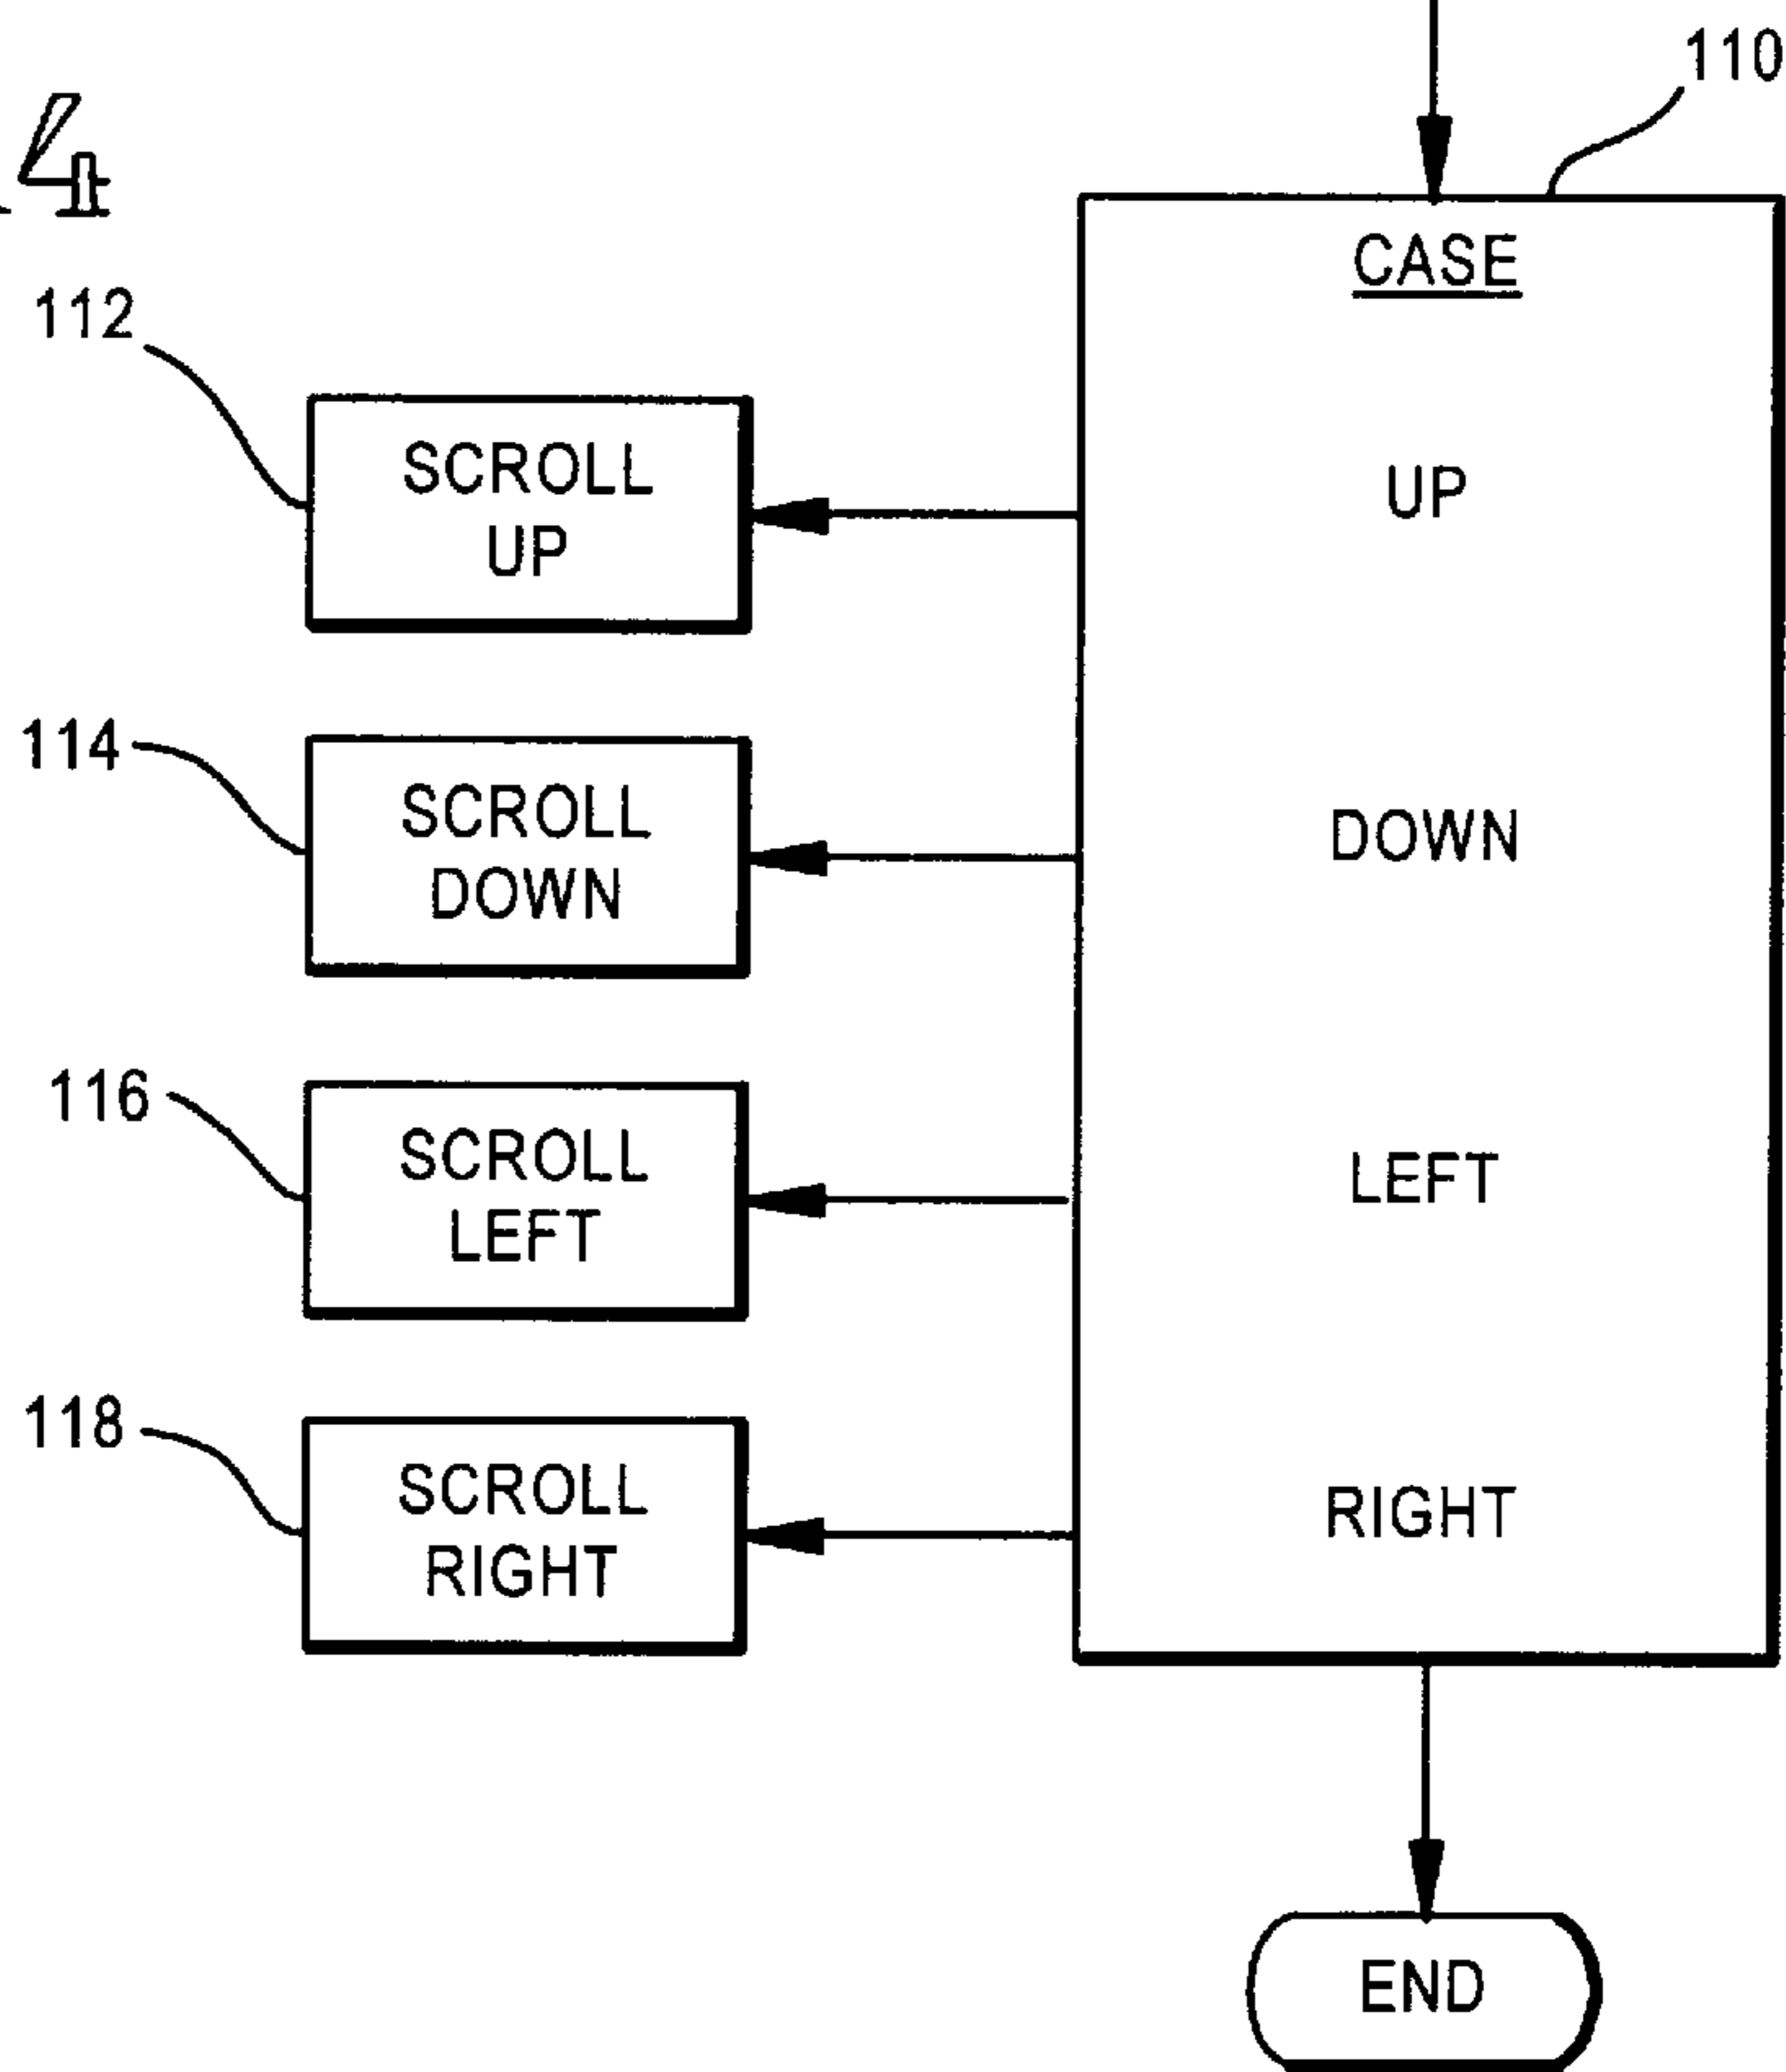 4
110
CASE
112
SCROLL
UP
UP
114
SCROLL
DOWN
DOWN
116
SCROLL
LEFT
LEFT
118
SCROLL
RIGHT
RIGHT
END